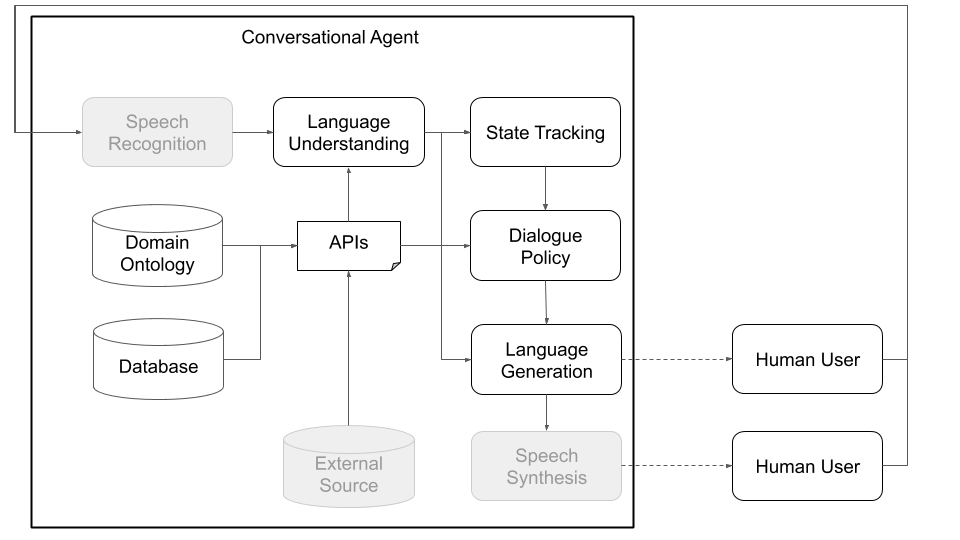 Conversational Agent
Speech
Recognition
Language
Understanding
State Tracking
Domain
Ontology
APIs
Dialogue
Policy
Database
Language
Generation
Human User
External
Source
Speech
Synthesis
Human User